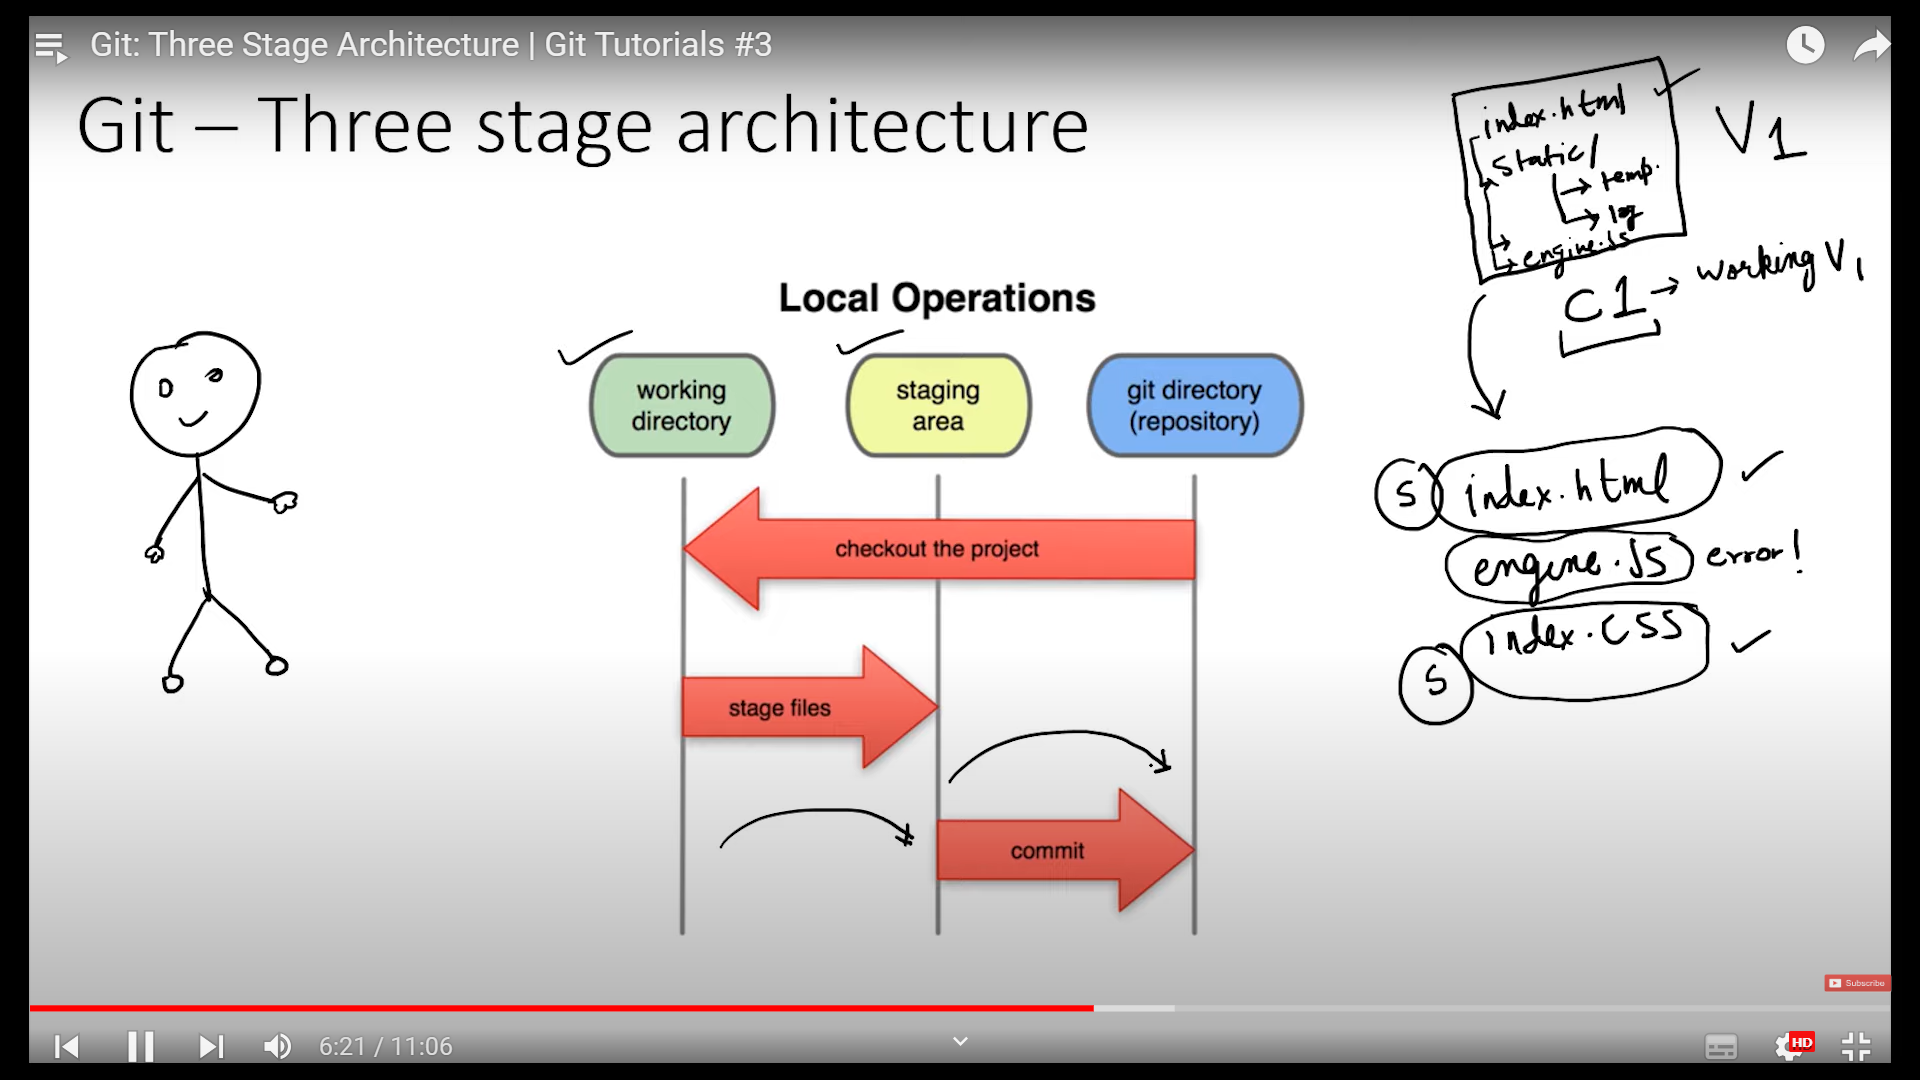 Git: Three Stage Architecture | Git Tutorials #3
Git – Three stage architecture
index.html
static/
temp.
log
engine.js
V1
C1 → working V1
Local Operations
working
directory
staging
area
git directory
(repository)
checkout the project
stage files
commit
S index.html
engine.js error!
index.css
S
Subscribe
6:21 / 11:06
HD